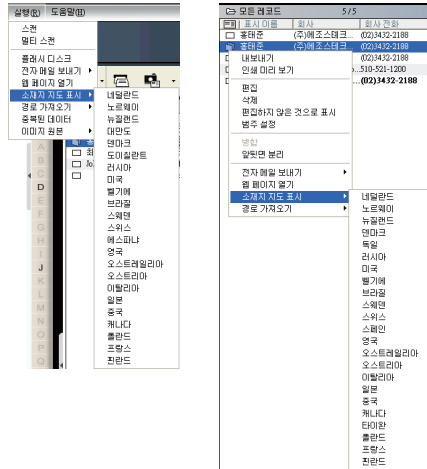 실행(R) 도움말(H)
스캔
멀티 스캔
플래시 디스크
전자 메일 보내기
웹 페이지 열기
소재지 지도 표시
경로 가져오기
중복된 데이터
이미지 원본
네덜란드
노르웨이
뉴질랜드
대만도
덴마크
도이칠란트
러시아
미국
벨기에
브라질
스웨덴
스위스
에스파냐
영국
오스트레일리아
오스트리아
이탈리아
일본
중국
캐나다
폴란드
프랑스
핀란드
홍
최
A
B
C
D
E
F
G
H
I
J
K
L
M
N
O
P
Q
모든 레코드 5/5
표시 이름 회사 회사 전화
홍태준 (주)에조스테크... (02)3432-2188
홍태준 (주)에조스테크... (02)3432-2188
...510-521-1200
...(02)3432-2188
내보내기
인쇄 미리 보기
편집
삭제
편집하지 않은 것으로 표시
범주 설정
병합
앞뒷면 분리
전자 메일 보내기
웹 페이지 열기
소재지 지도 표시
경로 가져오기
네덜란드
노르웨이
뉴질랜드
덴마크
독일
러시아
미국
벨기에
브라질
스웨덴
스위스
스페인
영국
오스트레일리아
오스트리아
이탈리아
일본
중국
캐나다
타이완
폴란드
프랑스
핀란드